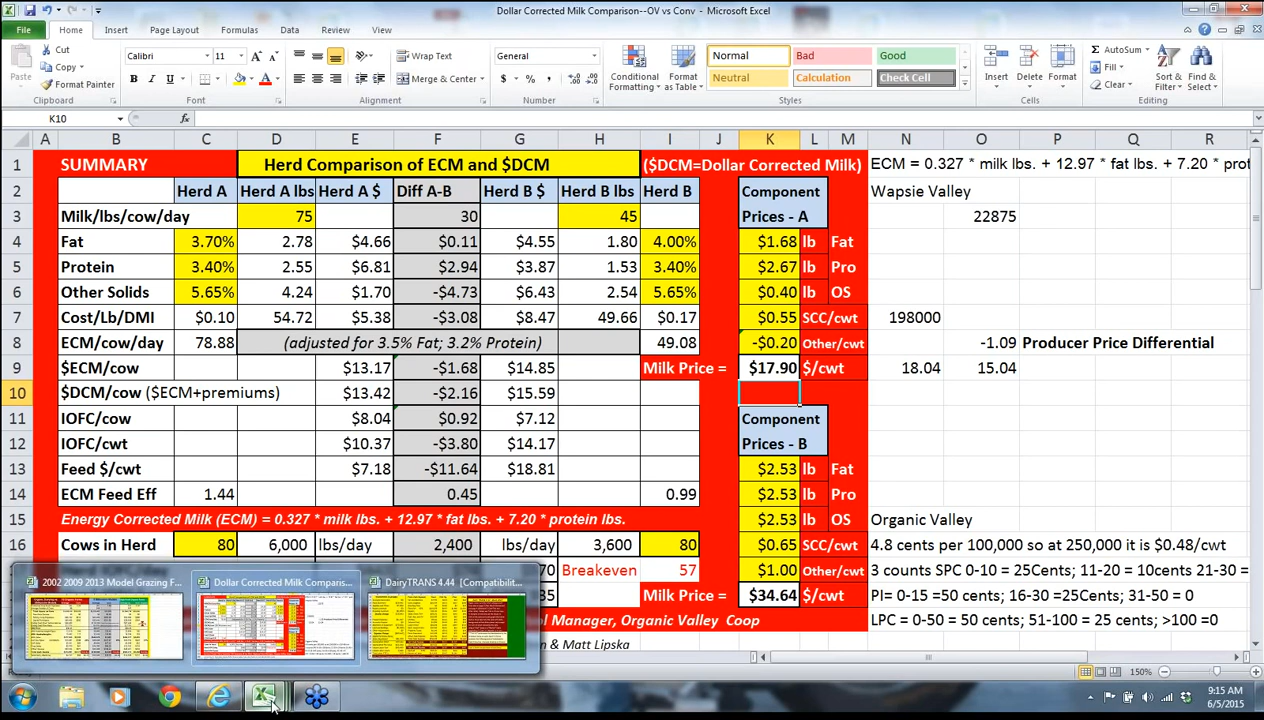 Dollar Corrected Milk Comparison--OV vs Conv - Microsoft Excel
File Home Insert Page Layout Formulas Data Review View
Paste Cut Copy Format Painter Clipboard
Calibri 11 Font
Wrap Text Merge & Center Alignment
General Number
Conditional Formatting Format as Table Normal Bad Good Neutral Calculation Check Cell Styles
Insert Delete Format Cells
AutoSum Fill Clear Sort & Filter Find & Select Editing
K10 fx
A B C D E F G H I J K L M N O P Q R
1 SUMMARY Herd Comparison of ECM and $DCM ($DCM=Dollar Corrected Milk) ECM = 0.327 * milk lbs. + 12.97 * fat lbs. + 7.20 * prot
2 Herd A Herd A lbs Herd A $ Diff A-B Herd B $ Herd B lbs Herd B Component Wapsie Valley
3 Milk/lbs/cow/day 75 30 45 Prices - A 22875
4 Fat 3.70% 2.78 $4.66 $0.11 $4.55 1.80 4.00% $1.68 lb Fat
5 Protein 3.40% 2.55 $6.81 $2.94 $3.87 1.53 3.40% $2.67 lb Pro
6 Other Solids 5.65% 4.24 $1.70 -$4.73 $6.43 2.54 5.65% $0.40 lb OS
7 Cost/Lb/DMI $0.10 54.72 $5.38 -$3.08 $8.47 49.66 $0.17 $0.55 SCC/cwt 198000
8 ECM/cow/day 78.88 (adjusted for 3.5% Fat; 3.2% Protein) 49.08 -$0.20 Other/cwt -1.09 Producer Price Differential
9 $ECM/cow $13.17 -$1.68 $14.85 Milk Price = $17.90 $/cwt 18.04 15.04
10 $DCM/cow ($ECM+premiums) $13.42 -$2.16 $15.59
11 IOFC/cow $8.04 $0.92 $7.12 Component
12 IOFC/cwt $10.37 -$3.80 $14.17 Prices - B
13 Feed $/cwt $7.18 -$11.64 $18.81 $2.53 lb Fat
14 ECM Feed Eff 1.44 0.45 0.99 $2.53 lb Pro
15 Energy Corrected Milk (ECM) = 0.327 * milk lbs. + 12.97 * fat lbs. + 7.20 * protein lbs. $2.53 lb OS Organic Valley
16 Cows in Herd 80 6,000 lbs/day 2,400 lbs/day 3,600 80 $0.65 SCC/cwt 4.8 cents per 100,000 so at 250,000 it is $0.48/cwt
Breakeven 57 $1.00 Other/cwt 3 counts SPC 0-10 = 25Cents; 11-20 = 10cents 21-30 =
Milk Price = $34.64 $/cwt PI= 0-15 =50 cents; 16-30 =25Cents; 31-50 = 0
Manager, Organic Valley Coop LPC = 0-50 = 50 cents; 51-100 = 25 cents; >100 =0
& Matt Lipska
2002 2009 2013 Model Grazing F... Dollar Corrected Milk Comparis... DairyTRANS 4.44 [Compatibilit...
150%
9:15 AM
6/5/2015